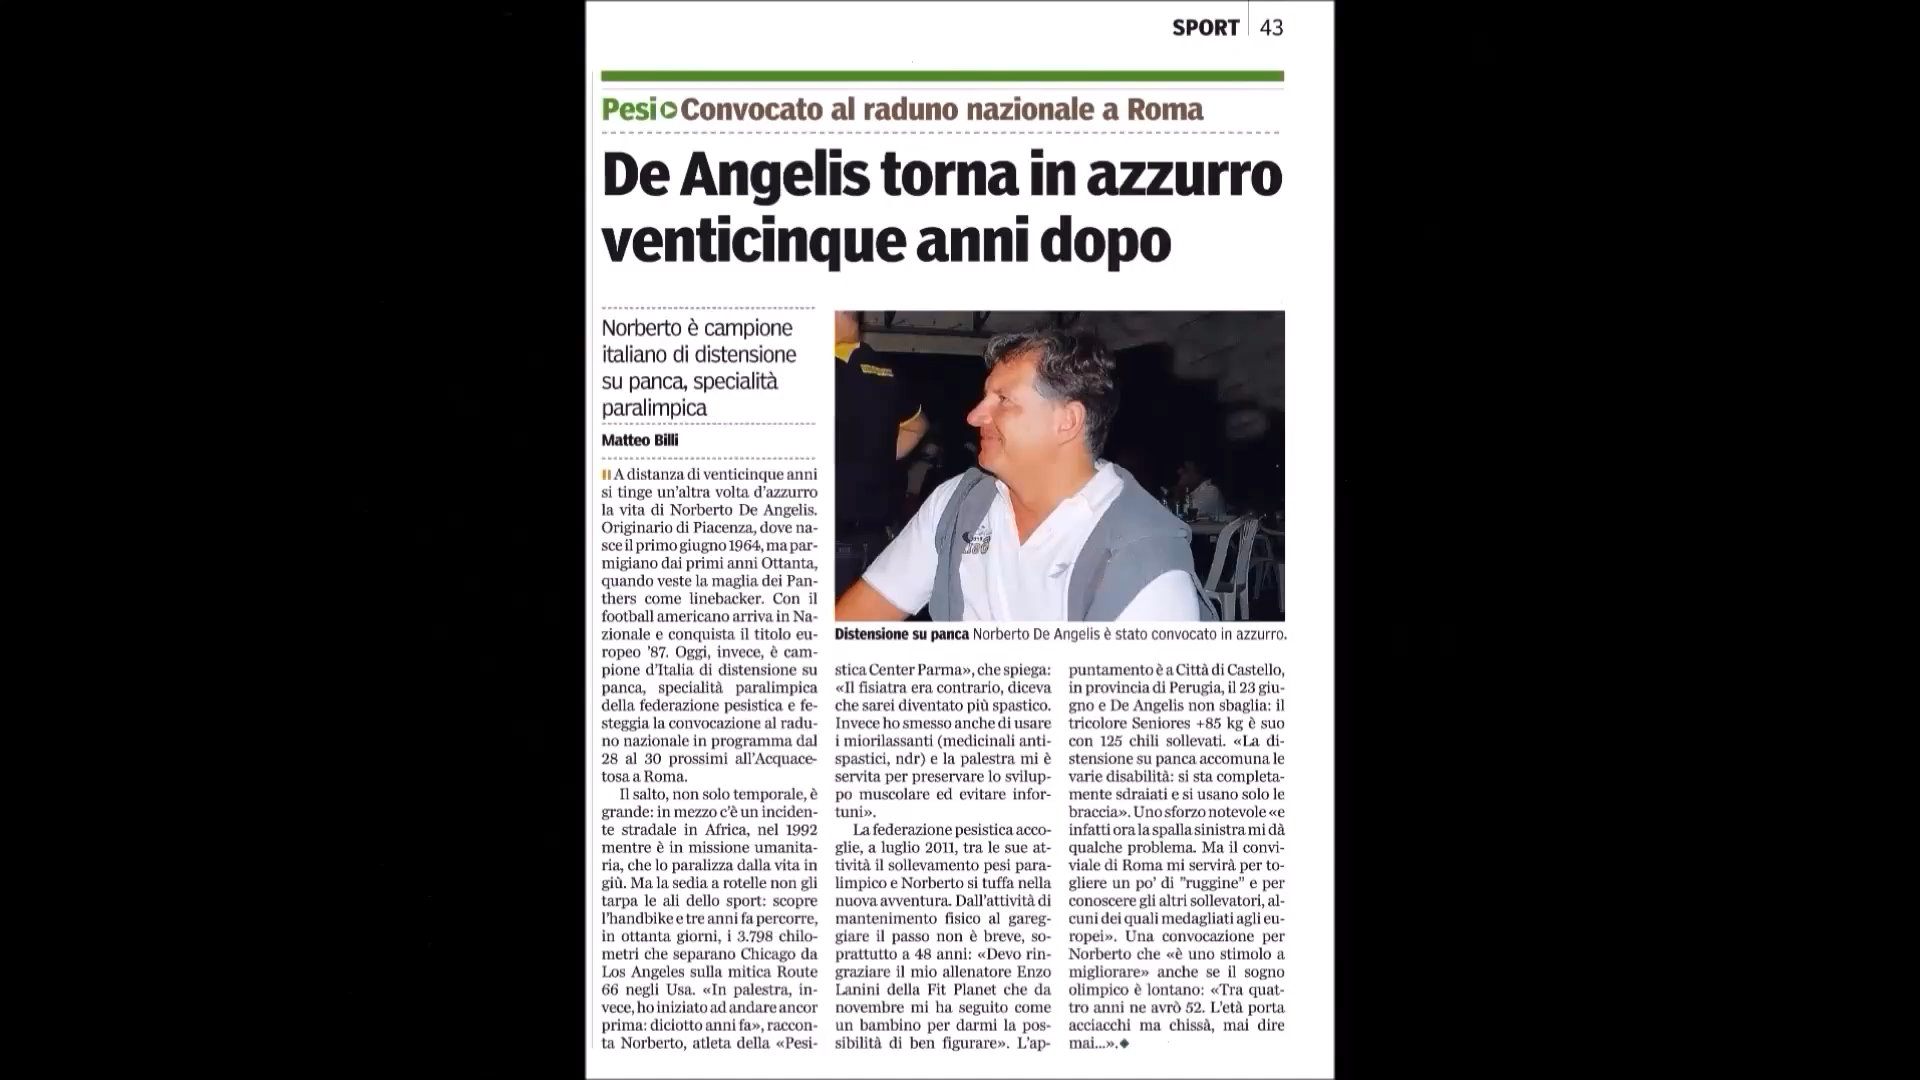 SPORT 43
Pesi Convocato al raduno nazionale a Roma
De Angelis torna in azzurro
venticinque anni dopo
Norberto è campione
italiano di distensione
su panca, specialità
paralimpica
Matteo Billi
A distanza di venticinque anni
si tinge un'altra volta d'azzurro
la vita di Norberto De Angelis.
Originario di Piacenza, dove na-
sce il primo giugno 1964, ma par-
migiano dai primi anni Ottanta,
quando veste la maglia dei Pan-
thers come linebacker. Con il
football americano arriva in Na-
zionale e conquista il titolo eu-
ropeo '87. Oggi, invece, è cam-
pione d'Italia di distensione su
panca, specialità paralimpica
della federazione pesistica e fe-
steggia la convocazione al radu-
no nazionale in programma dal
28 al 30 prossimi all'Acquace-
tosa a Roma.
Il salto, non solo temporale, è
grande: in mezzo c'è un inciden-
te stradale in Africa, nel 1992
mentre è in missione umanita-
ria, che lo paralizza dalla vita in
giù. Ma la sedia a rotelle non gli
tarpa le ali dello sport: scopre
l'handbike e tre anni fa percorre,
in ottanta giorni, i 3.798 chilo-
metri che separano Chicago da
Los Angeles sulla mitica Route
66 negli Usa. «In palestra, in-
vece, ho iniziato ad andare ancor
prima: diciotto anni fa», raccon-
ta Norberto, atleta della «Pesi-
Distensione su panca Norberto De Angelis è stato convocato in azzurro.
stica Center Parma», che spiega:
«Il fisiatra era contrario, diceva
che sarei diventato più spastico.
Invece ho smesso anche di usare
i miorilassanti (medicinali anti-
spastici, ndr) e la palestra mi è
servita per preservare lo svilup-
po muscolare ed evitare infor-
tuni».
La federazione pesistica acco-
glie, a luglio 2011, tra le sue at-
tività il sollevamento pesi para-
limpico e Norberto si tuffa nella
nuova avventura. Dall'attività di
mantenimento fisico al gareg-
giare il passo non è breve, so-
prattutto a 48 anni: «Devo rin-
graziare il mio allenatore Enzo
Lanini della Fit Planet che da
novembre mi ha seguito come
un bambino per darmi la pos-
sibilità di ben figurare». L'ap-
puntamento è a Città di Castello,
in provincia di Perugia, il 23 giu-
gno e De Angelis non sbaglia: il
tricolore Seniores +85 kg è suo
con 125 chili sollevati. «La di-
stensione su panca accomuna le
varie disabilità: si sta completa-
mente sdraiati e si usano solo le
braccia». Uno sforzo notevole «e
infatti ora la spalla sinistra mi dà
qualche problema. Ma il convi-
viale di Roma mi servirà per to-
gliere un po' di "ruggine" e per
conoscere gli altri sollevatori, al-
cuni dei quali medagliati agli eu-
ropei». Una convocazione per
Norberto che «è uno stimolo a
migliorare» anche se il sogno
olimpico è lontano: «Tra quat-
tro anni ne avrò 52. L'età porta
acciacchi ma chissà, mai dire
mai...».◆